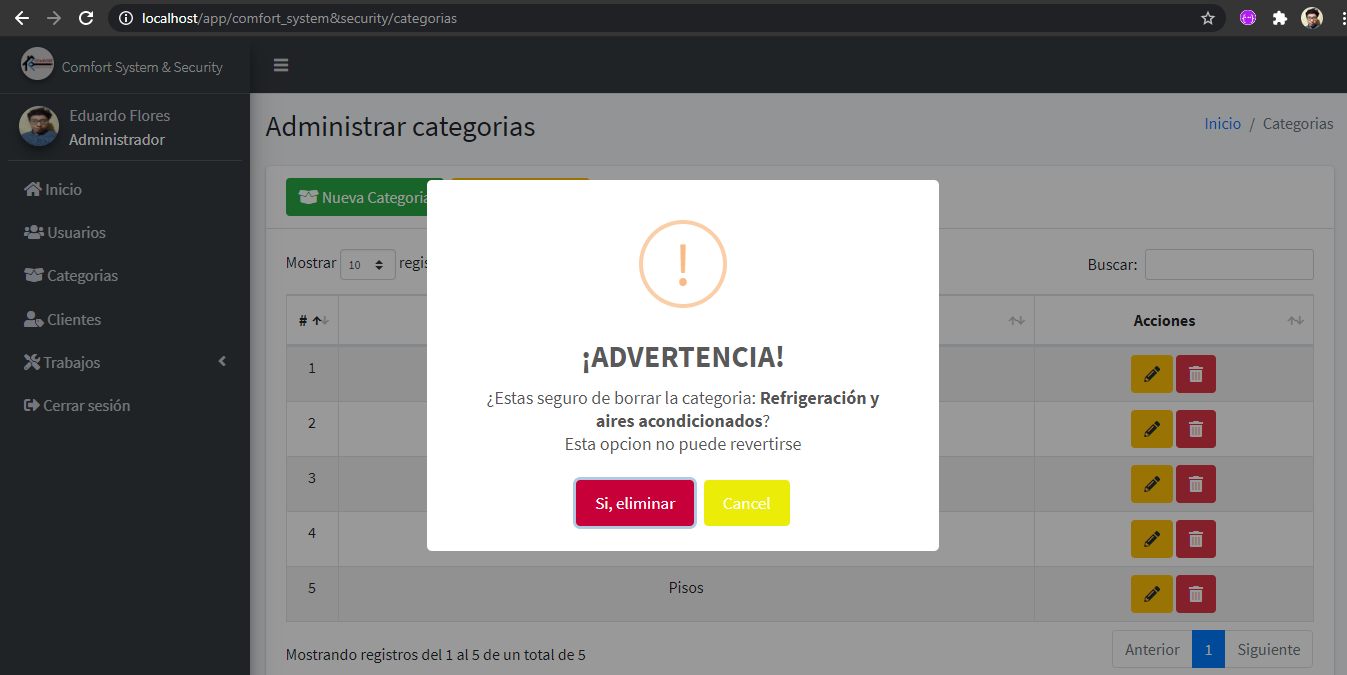 localhost/app/comfort_system&security/categorias
Comfort System & Security
Eduardo Flores
Administrador
Inicio
Usuarios
Categorias
Clientes
Trabajos
Cerrar sesión
Administrar categorias
Inicio / Categorias
Nueva Categoria
Mostrar 10
Buscar:
#
Acciones
1
2
3
4
5 Pisos
Mostrando registros del 1 al 5 de un total de 5
Anterior 1 Siguiente
!
¡ADVERTENCIA!
¿Estas seguro de borrar la categoria: Refrigeración y
aires acondicionados?
Esta opcion no puede revertirse
Si, eliminar
Cancel